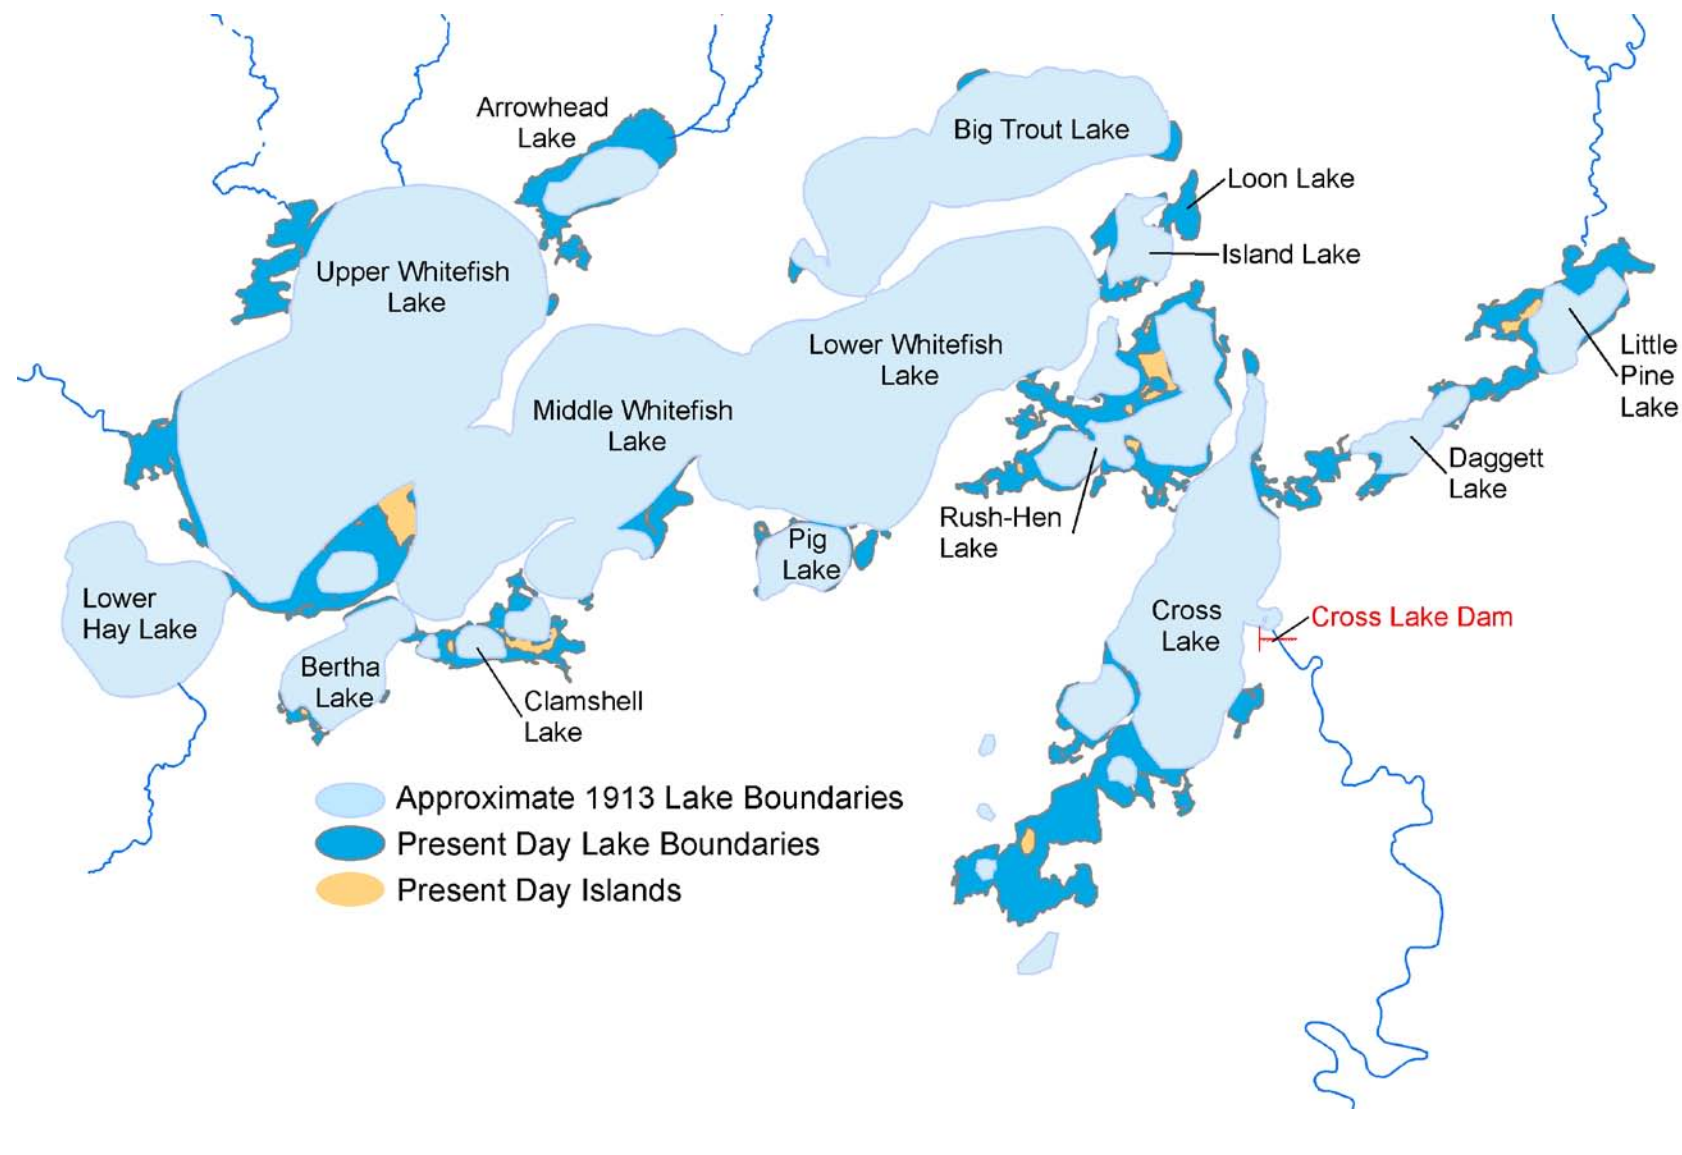 Arrowhead
Lake
Big Trout Lake
Loon Lake
Island Lake
Upper Whitefish
Lake
Lower Whitefish
Lake
Little
Pine
Lake
Middle Whitefish
Lake
Daggett
Lake
Rush-Hen
Lake
Pig
Lake
Lower
Hay Lake
Cross
Lake
Cross Lake Dam
Bertha
Lake
Clamshell
Lake
Approximate 1913 Lake Boundaries
Present Day Lake Boundaries
Present Day Islands